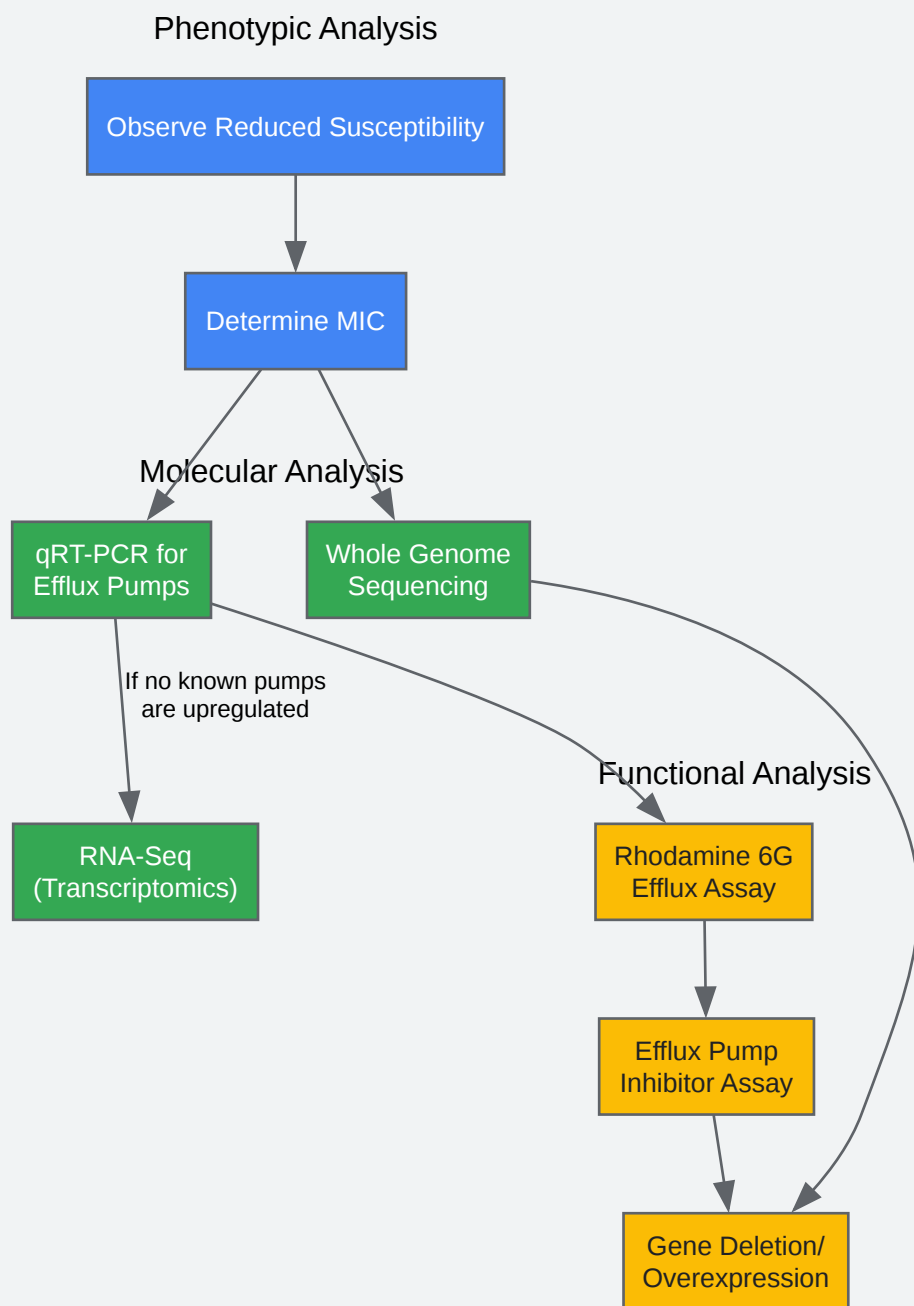 Phenotypic Analysis
Observe Reduced Susceptibility
Determine MIC
Molecular Analysis
qRT-PCR for
Efflux Pumps
Whole Genome
Sequencing
If no known pumps
are upregulated
Functional Analysis
RNA-Seq
(Transcriptomics)
Rhodamine 6G
Efflux Assay
Efflux Pump
Inhibitor Assay
Gene Deletion/
Overexpression